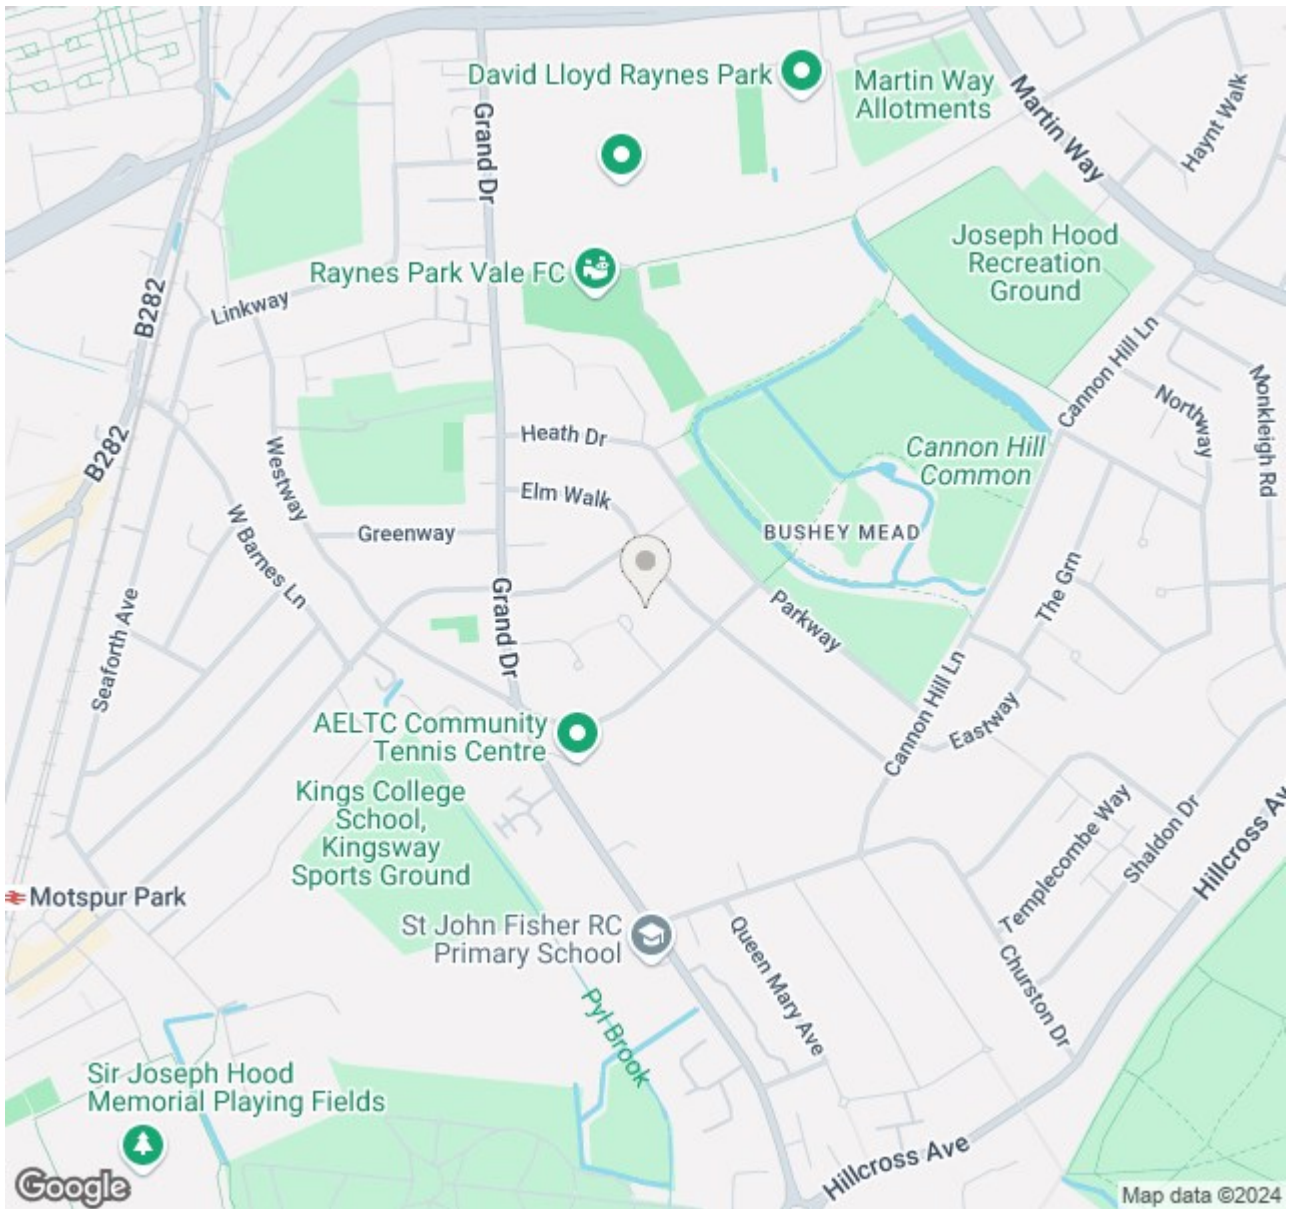 David Lloyd Raynes Park
Martin Way
Allotments
Martin Way
Haynt Walk
Grand Dr
Joseph Hood
Recreation
Ground
Raynes Park Vale FC
B282
Linkway
Cannon Hill Ln
Monkleigh Rd
Northway
Heath Dr
Cannon Hill
Common
B282
Westway
Elm Walk
Greenway
BUSHEY MEAD
W Barnes Ln
The Grn
Seaforth Ave
Grand Dr
Parkway
Cannon Hill Ln
Eastway
AELTC Community
Tennis Centre
Kings College
School,
Kingsway
Sports Ground
Templecombe Way
Shaldon Dr
Hillcross Av
Motspur Park
St John Fisher RC
Primary School
Queen Mary Ave
Churston Dr
Pyl Brook
Sir Joseph Hood
Memorial Playing Fields
Hillcross Ave
Google
Map data ©2024